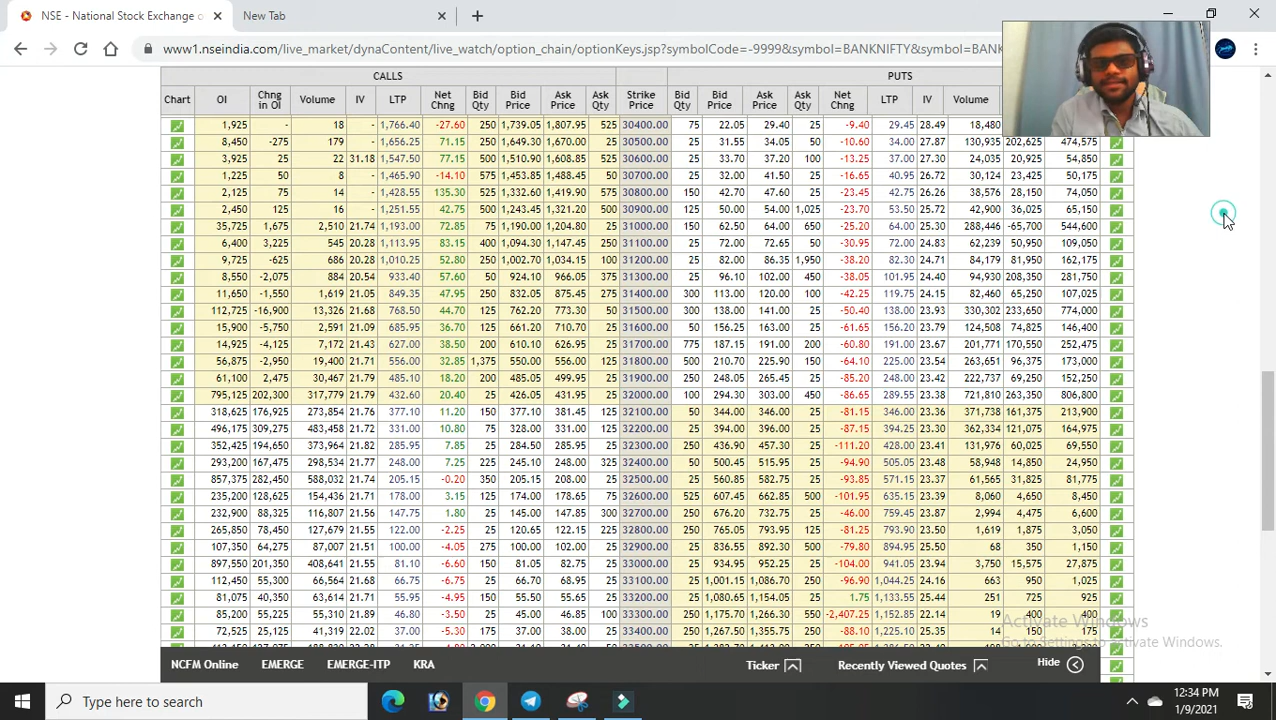 NSE - National Stock Exchange o
New Tab
www1.nseindia.com/live_market/dynaContent/live_watch/option_chain/optionKeys.jsp?symbolCode=-9999&symbol=BANKNIFTY&symbol=BAN
CALLS PUTS
Chart OI Chng in OI Volume IV LTP Net Chng Bid Qty Bid Price Ask Price Ask Qty Strike Price Bid Qty Bid Price Ask Price Ask Qty Net Chng LTP IV Volume
1,925 - 18 - 1,766.40 -27.60 250 1,739.05 1,807.95 525 30400.00 75 22.05 29.40 25 -9.40 29.45 28.49 18,480
8,450 -275 176 - 1,656.25 71.15 575 1,649.30 1,670.00 25 30500.00 25 31.55 34.05 50 -10.60 34.00 27.87 130,935 202,625 474,575
3,925 25 22 31.18 1,547.50 77.15 575 1,510.90 1,608.85 525 30600.00 25 33.70 37.20 100 -13.25 37.00 27.30 24,035 20,925 54,850
1,225 50 8 - 1,465.90 -14.10 575 1,453.85 1,488.45 50 30700.00 25 32.00 41.50 25 -16.65 40.95 26.72 30,124 23,425 50,175
2,125 75 14 - 1,428.05 135.30 500 1,332.60 1,419.90 575 30800.00 150 42.70 47.60 25 -23.45 42.75 26.26 38,576 28,150 74,050
2,450 125 16 - 1,251.30 42.75 500 1,243.45 1,321.25 500 30900.00 125 50.00 54.00 1,025 -23.70 53.50 25.72 42,900 36,025 65,150
35,725 1,675 2,510 21.74 1,193.00 72.85 75 1,190.00 1,204.80 25 31000.00 150 62.50 64.00 650 -25.20 64.00 25.30 288,446 -65,700 544,600
6,400 3,225 545 20.28 1,113.95 83.15 400 1,094.30 1,147.45 250 31100.00 25 72.00 72.65 50 -30.95 72.00 24.83 62,239 50,950 109,050
9,725 -625 886 20.23 1,010.25 52.80 25 1,002.70 1,034.15 100 31200.00 25 82.00 86.35 1,950 -38.20 82.30 24.71 84,179 81,950 162,175
8,550 -2,075 884 20.54 933.40 57.60 50 924.10 966.05 375 31300.00 25 96.10 102.00 450 -38.05 101.95 24.40 94,930 208,350 281,750
11,650 -1,550 1,619 21.05 849.35 47.95 250 832.05 875.45 275 31400.00 300 113.00 120.00 100 -42.25 119.75 24.15 82,460 65,250 107,025
112,725 -16,900 13,326 21.68 768.50 44.70 125 762.20 773.30 50 31500.00 300 138.00 141.00 25 -50.40 138.00 23.93 330,302 233,650 774,000
15,900 -5,750 2,591 21.09 685.95 36.70 100 661.20 710.70 25 31600.00 25 156.25 163.00 25 -61.65 156.20 23.79 124,508 74,825 146,400
14,925 -4,125 7,172 21.43 627.00 38.50 100 610.10 626.95 25 31700.00 775 187.15 191.00 200 -60.80 191.00 23.67 201,771 170,550 252,475
56,875 -2,950 19,400 21.71 556.00 32.85 1,375 550.00 556.00 125 31800.00 500 210.70 225.90 150 -64.10 225.00 23.54 263,651 96,375 173,000
61,100 2,475 30,467 21.79 485.10 18.20 200 485.05 499.95 25 31900.00 25 248.05 265.45 250 -85.20 248.00 23.42 222,737 69,250 152,250
795,125 202,300 317,779 21.79 432.60 20.40 25 426.05 431.95 25 32000.00 100 294.30 303.00 450 -86.65 289.55 23.38 721,810 263,350 806,800
318,625 176,925 273,854 21.76 377.10 11.20 150 377.10 381.45 125 32100.00 50 344.00 346.00 25 -81.15 346.00 23.36 371,738 161,375 213,900
496,175 309,275 483,458 21.72 331.00 10.80 75 328.00 331.00 125 32200.00 25 394.00 396.00 25 -87.15 394.25 23.30 362,334 121,075 164,975
352,425 194,650 373,964 21.82 285.95 7.85 25 284.50 285.95 25 32300.00 250 436.90 457.30 25 -111.20 428.00 23.41 131,976 60,025 69,550
293,200 167,475 298,534 21.77 248.00 7.25 225 245.10 248.00 325 32400.00 50 500.45 515.95 25 -94.90 505.05 23.48 58,948 14,850 24,950
857,375 282,450 588,032 21.74 205.15 -0.20 350 205.15 208.00 25 32500.00 25 560.85 582.75 25 -93.85 571.15 23.37 61,565 31,825 81,775
235,200 128,625 154,436 21.71 178.00 3.15 125 174.00 178.65 75 32600.00 525 607.45 662.85 500 -101.95 635.15 23.39 8,060 4,650 8,450
232,900 88,325 116,807 21.56 147.75 1.80 25 145.00 147.85 300 32700.00 25 676.20 732.75 250 -46.00 799.45 23.87 2,994 4,475 6,600
265,850 78,450 127,679 21.55 122.00 -2.25 25 120.65 122.15 225 32800.00 25 765.05 793.95 125 -81.25 793.90 23.50 1,619 1,875 3,050
107,350 64,275 87,007 21.51 100.00 -4.05 275 100.00 102.00 25 32900.00 25 836.55 892.30 500 -79.80 894.95 25.50 68 350 1,150
897,550 201,350 408,641 21.55 81.70 -6.60 150 81.05 82.75 25 33000.00 25 934.95 952.25 25 -104.00 941.05 23.94 3,750 15,575 27,875
112,450 55,300 66,564 21.68 66.75 -6.75 25 66.70 68.75 25 33100.00 25 1,001.15 1,086.70 250 -96.90 1,044.25 24.16 663 950 1,025
81,075 40,350 63,614 21.71 55.95 -4.95 150 55.50 55.65 25 33200.00 25 1,080.65 1,154.05 250 1.75 1,133.55 25.44 251 725 925
85,200 55,225 55,310 21.89 46.80 -3.50 25 45.00 46.85 100 33300.00 250 1,175.70 1,266.30 550 -2,407.25 1,152.85 22.14 19 400 400
72,525 25,125 41,319 22.02 38.00 -5.30 175 37.00 38.00 25 33400.00 250 1,267.50 1,355.75 250 -88.10 1,225.10 25.35 14 150 175
Activate Windows
Go to Settings to activate Windows.
NCFM Online EMERGE EMERGE-ITP Ticker Recently Viewed Quotes Hide
Type here to search
12:34 PM
1/9/2021